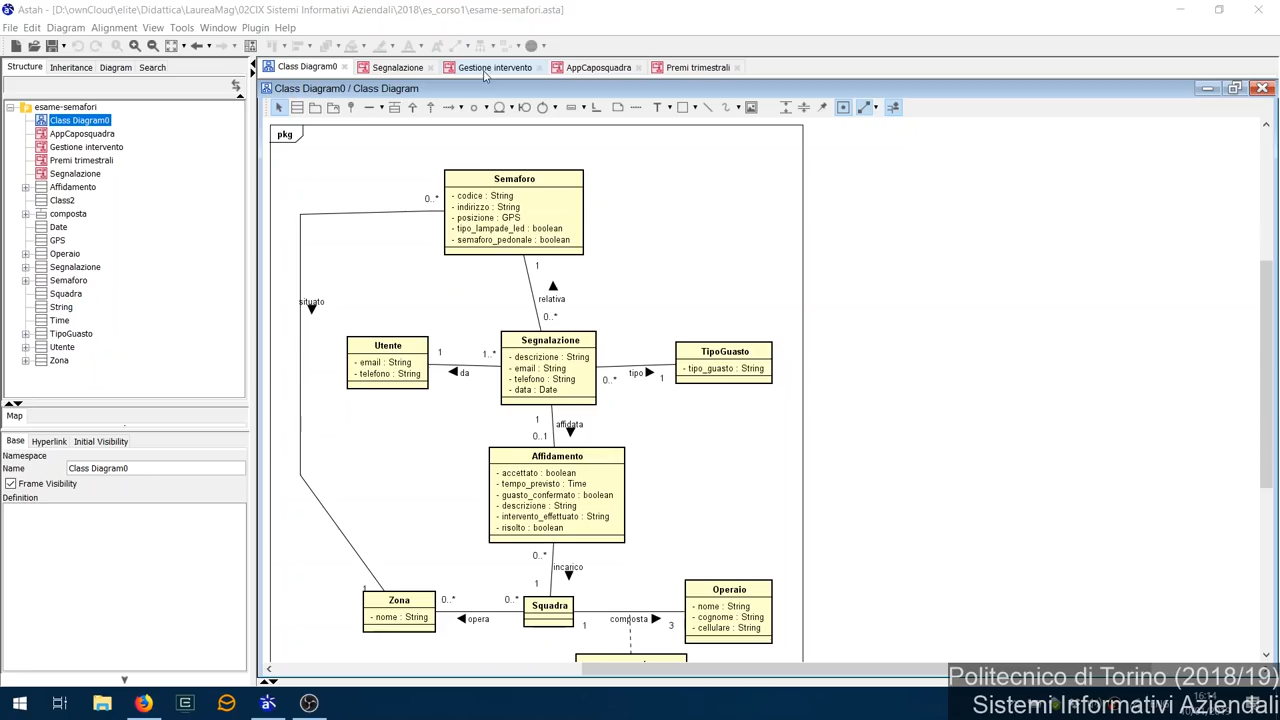 Astah - [D:\ownCloud\elite\Didattica\LaureaMag\02CIX Sistemi Informativi Aziendali\2018\es_corso1\esame-semafori.asta]
File Edit Diagram Alignment View Tools Window Plugin Help
Structure Inheritance Diagram Search
Class Diagram0 Segnalazione Gestione intervento AppCaposquadra Premi trimestrali
Class Diagram0 / Class Diagram
esame-semafori
Class Diagram0
AppCaposquadra
Gestione intervento
Premi trimestrali
Segnalazione
Affidamento
Class2
composta
Date
GPS
Operaio
Segnalazione
Semaforo
Squadra
String
Time
TipoGuasto
Utente
Zona
Map
Base Hyperlink Initial Visibility
Namespace
Name Class Diagram0
Frame Visibility
Definition
pkg
Semaforo
- codice : String
- indirizzo : String
- posizione : GPS
- tipo_lampade_led : boolean
- semaforo_pedonale : boolean
0..*
situato
1
1
relativa
0..*
Utente
- email : String
- telefono : String
1
da
1..*
Segnalazione
- descrizione : String
- email : String
- telefono : String
- data : Date
0..*
tipo
1
TipoGuasto
- tipo_guasto : String
1
affidata
0..1
Affidamento
- accettato : boolean
- tempo_previsto : Time
- guasto_confermato : boolean
- descrizione : String
- intervento_effettuato : String
- risolto : boolean
0..*
incarico
1
Zona
- nome : String
0..*
opera
0..*
Squadra
1
composta
3
Operaio
- nome : String
- cognome : String
- cellulare : String
Politecnico di Torino (2018/19)
Sistemi Informativi Aziendali
16:14